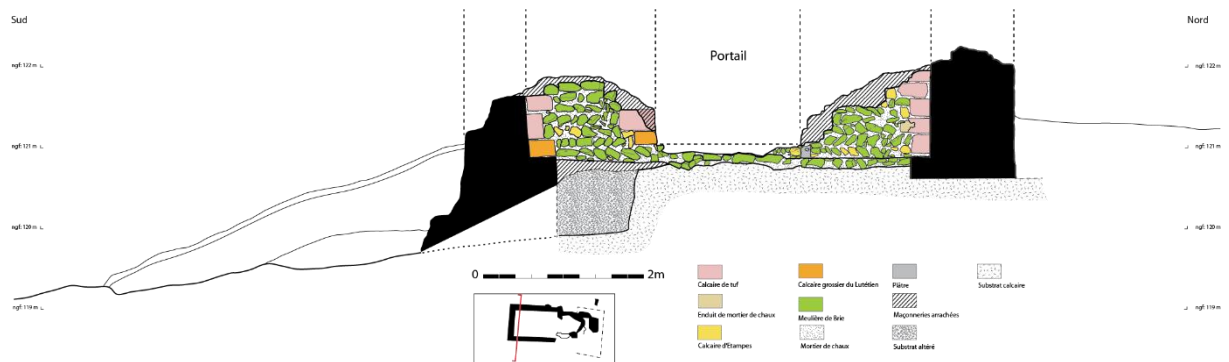 Sud
Nord
Portail
ngf: 122 m
ngf: 122 m
ngf: 121 m
ngf: 121 m
ngf: 120 m
ngf: 120 m
ngf: 119 m
ngf: 119 m
0 2m
Calcaire de tuf
Calcaire grossier du Lutétien
Plâtre
Substrat calcaire
Enduit de mortier de chaux
Meulière de Brie
Maçonneries arrachées
Calcaire d'Etampes
Mortier de chaux
Substrat altéré